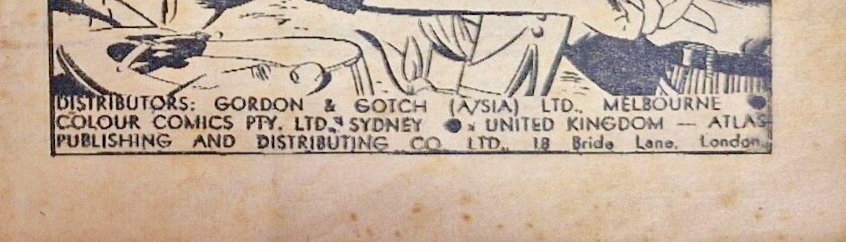 DISTRIBUTORS: GORDON & GOTCH (A/SIA) LTD., MELBOURNE ●
COLOUR COMICS PTY. LTD., SYDNEY ● UNITED KINGDOM — ATLAS
PUBLISHING AND DISTRIBUTING CO. LTD., 18 Bride Lane, London.